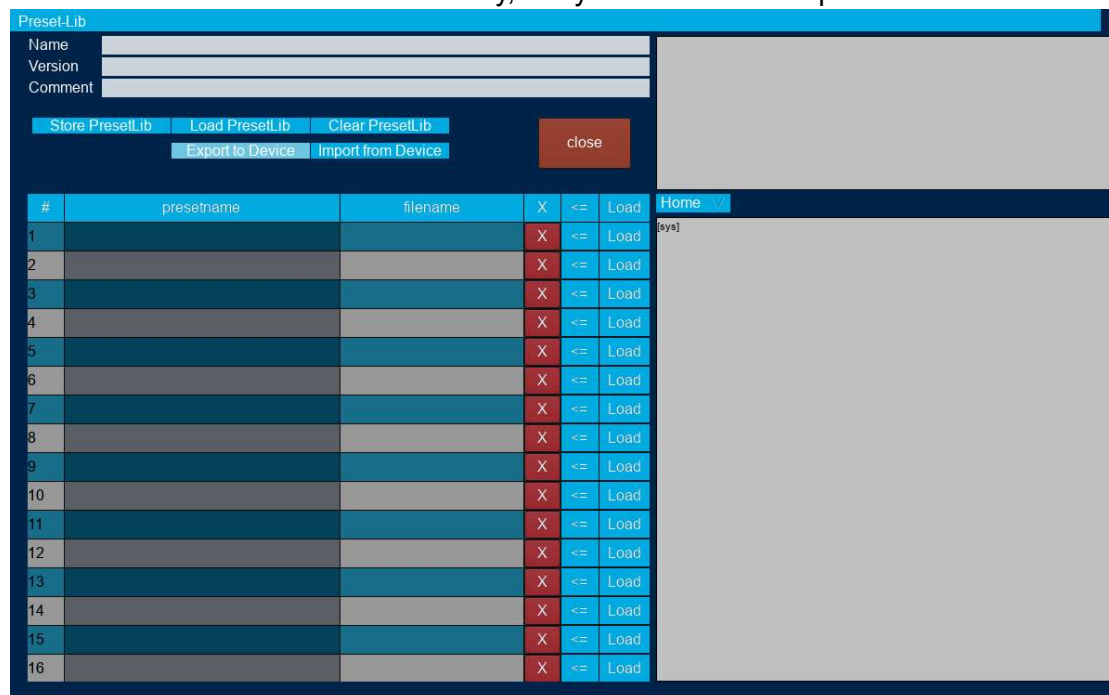 Preset-Lib
Name
Version
Comment
Store PresetLib Load PresetLib Clear PresetLib
Export to Device Import from Device
close
# presetname filename X <= Load
Home
[sys]
1 X <= Load
2 X <= Load
3 X <= Load
4 X <= Load
5 X <= Load
6 X <= Load
7 X <= Load
8 X <= Load
9 X <= Load
10 X <= Load
11 X <= Load
12 X <= Load
13 X <= Load
14 X <= Load
15 X <= Load
16 X <= Load